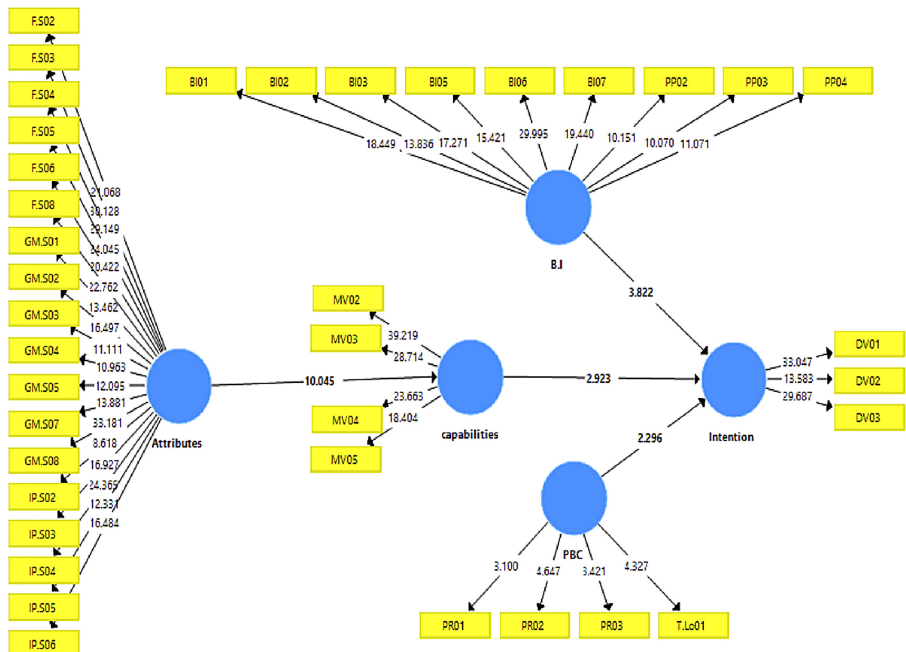 F.S02
F.S03
F.S04
F.S05
F.S06
F.S08
GM.S01
GM.S02
GM.S03
GM.S04
GM.S05
GM.S07
GM.S08
IP.S02
IP.S03
IP.S04
IP.S05
IP.S06
21.068
30.128
29.149
24.045
20.422
22.762
13.462
16.497
11.111
10.963
12.095
13.881
33.181
8.618
16.927
24.365
12.331
16.484
Attributes
10.045
BI01 BI02 BI03 BI05 BI06 BI07 PP02 PP03 PP04
18.449 13.836 17.271 15.421 29.995 19.440 10.151 10.070 11.071
B.I
3.822
MV02
MV03
MV04
MV05
39.219
28.714
23.663
18.404
capabilities
2.923
2.296
Intention
33.047
13.583
29.687
DV01
DV02
DV03
PBC
3.100 4.647 3.421 4.327
PR01 PR02 PR03 T.Lo01